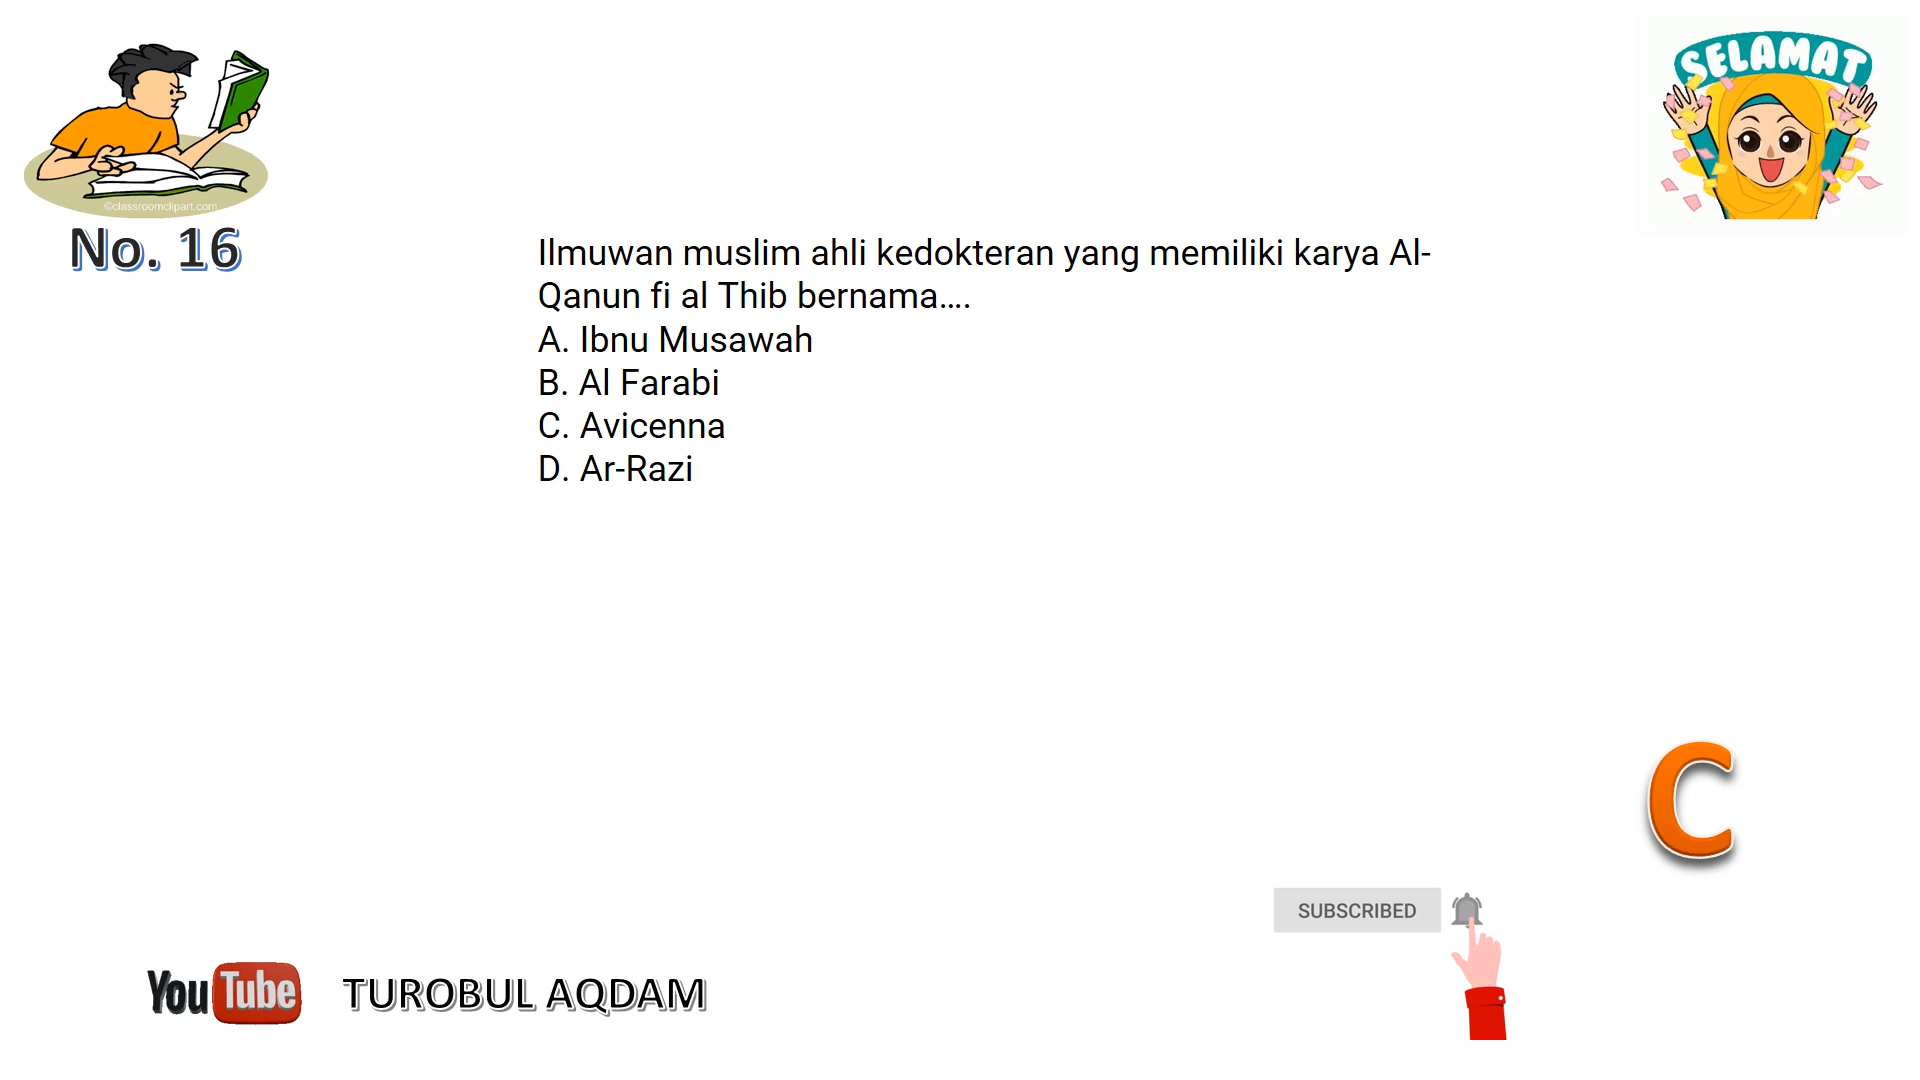 SELAMAT
©classroomclipart.com
No. 16
Ilmuwan muslim ahli kedokteran yang memiliki karya Al-
Qanun fi al Thib bernama....
A. Ibnu Musawah
B. Al Farabi
C. Avicenna
D. Ar-Razi
C
SUBSCRIBED
YouTube
TUROBUL AQDAM